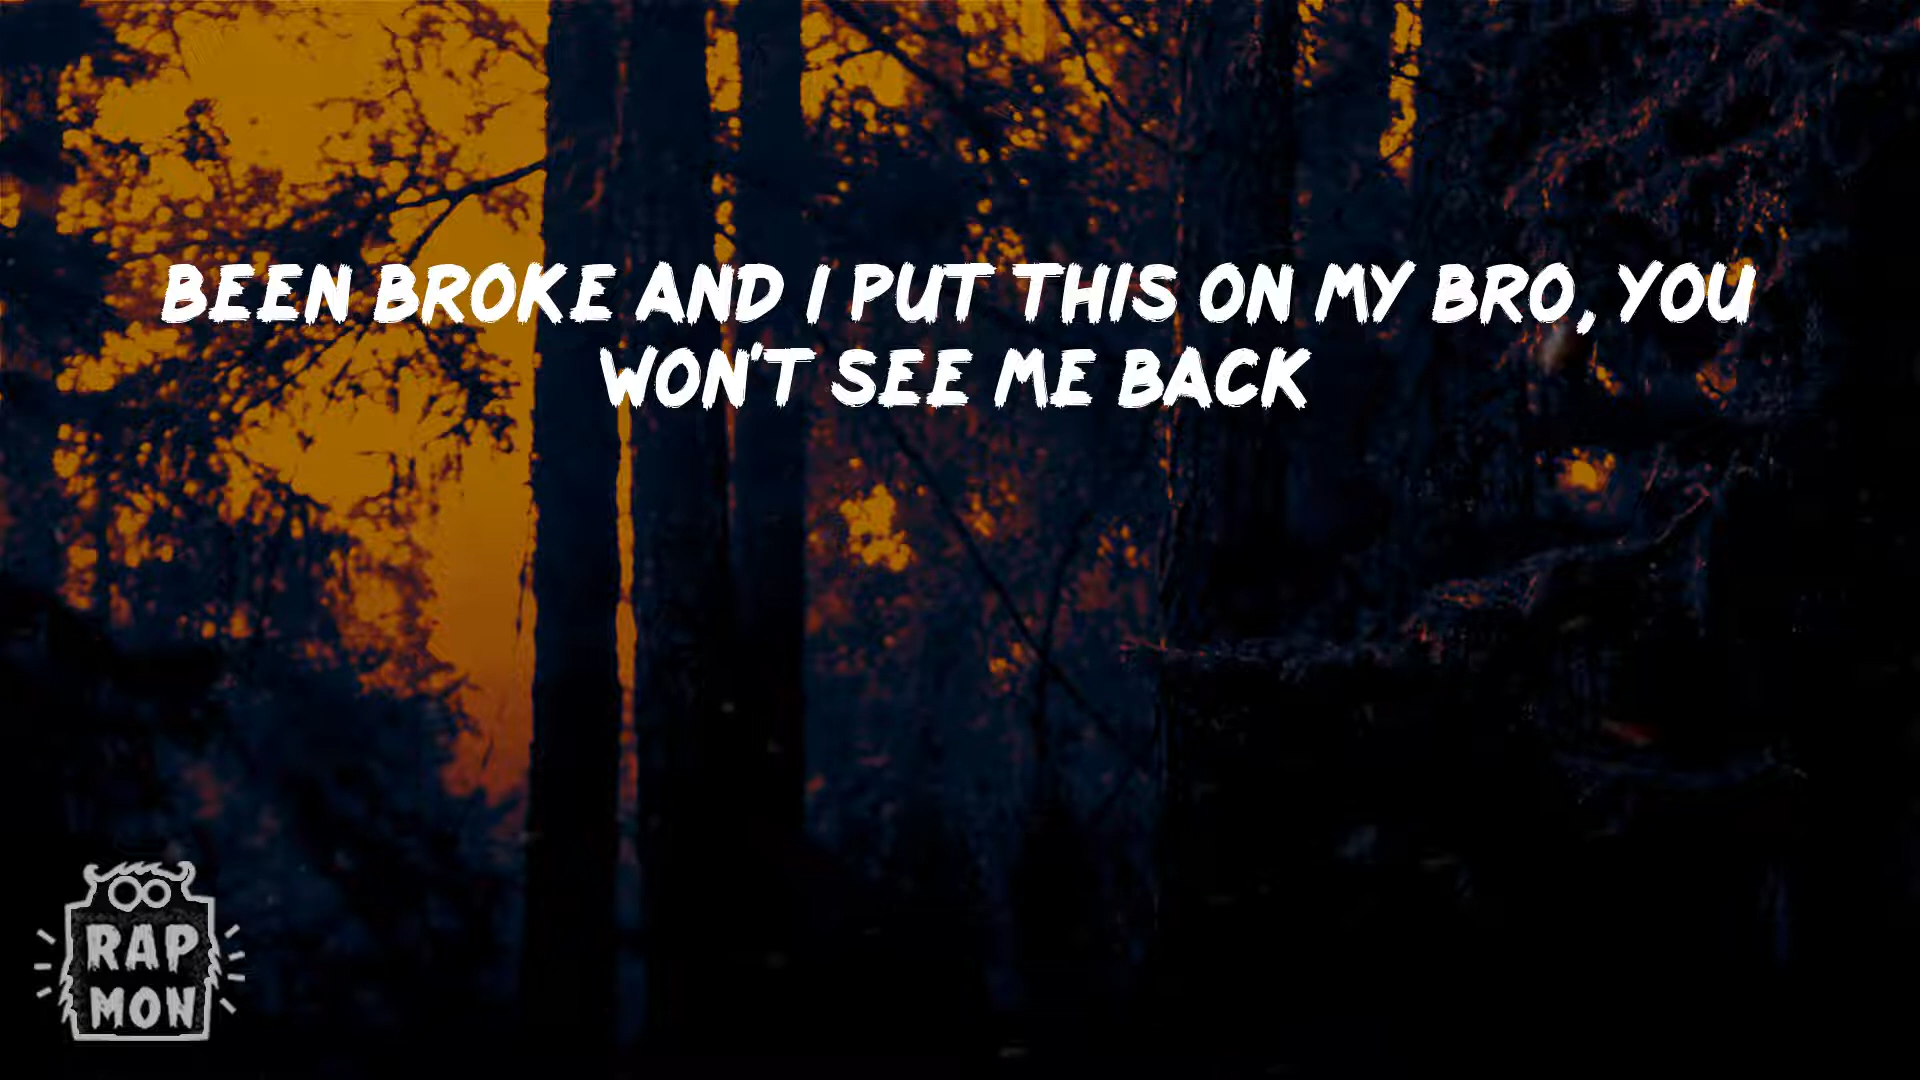 BEEN BROKE AND I PUT THIS ON MY BRO, YOU
WON'T SEE ME BACK
RAP
MON